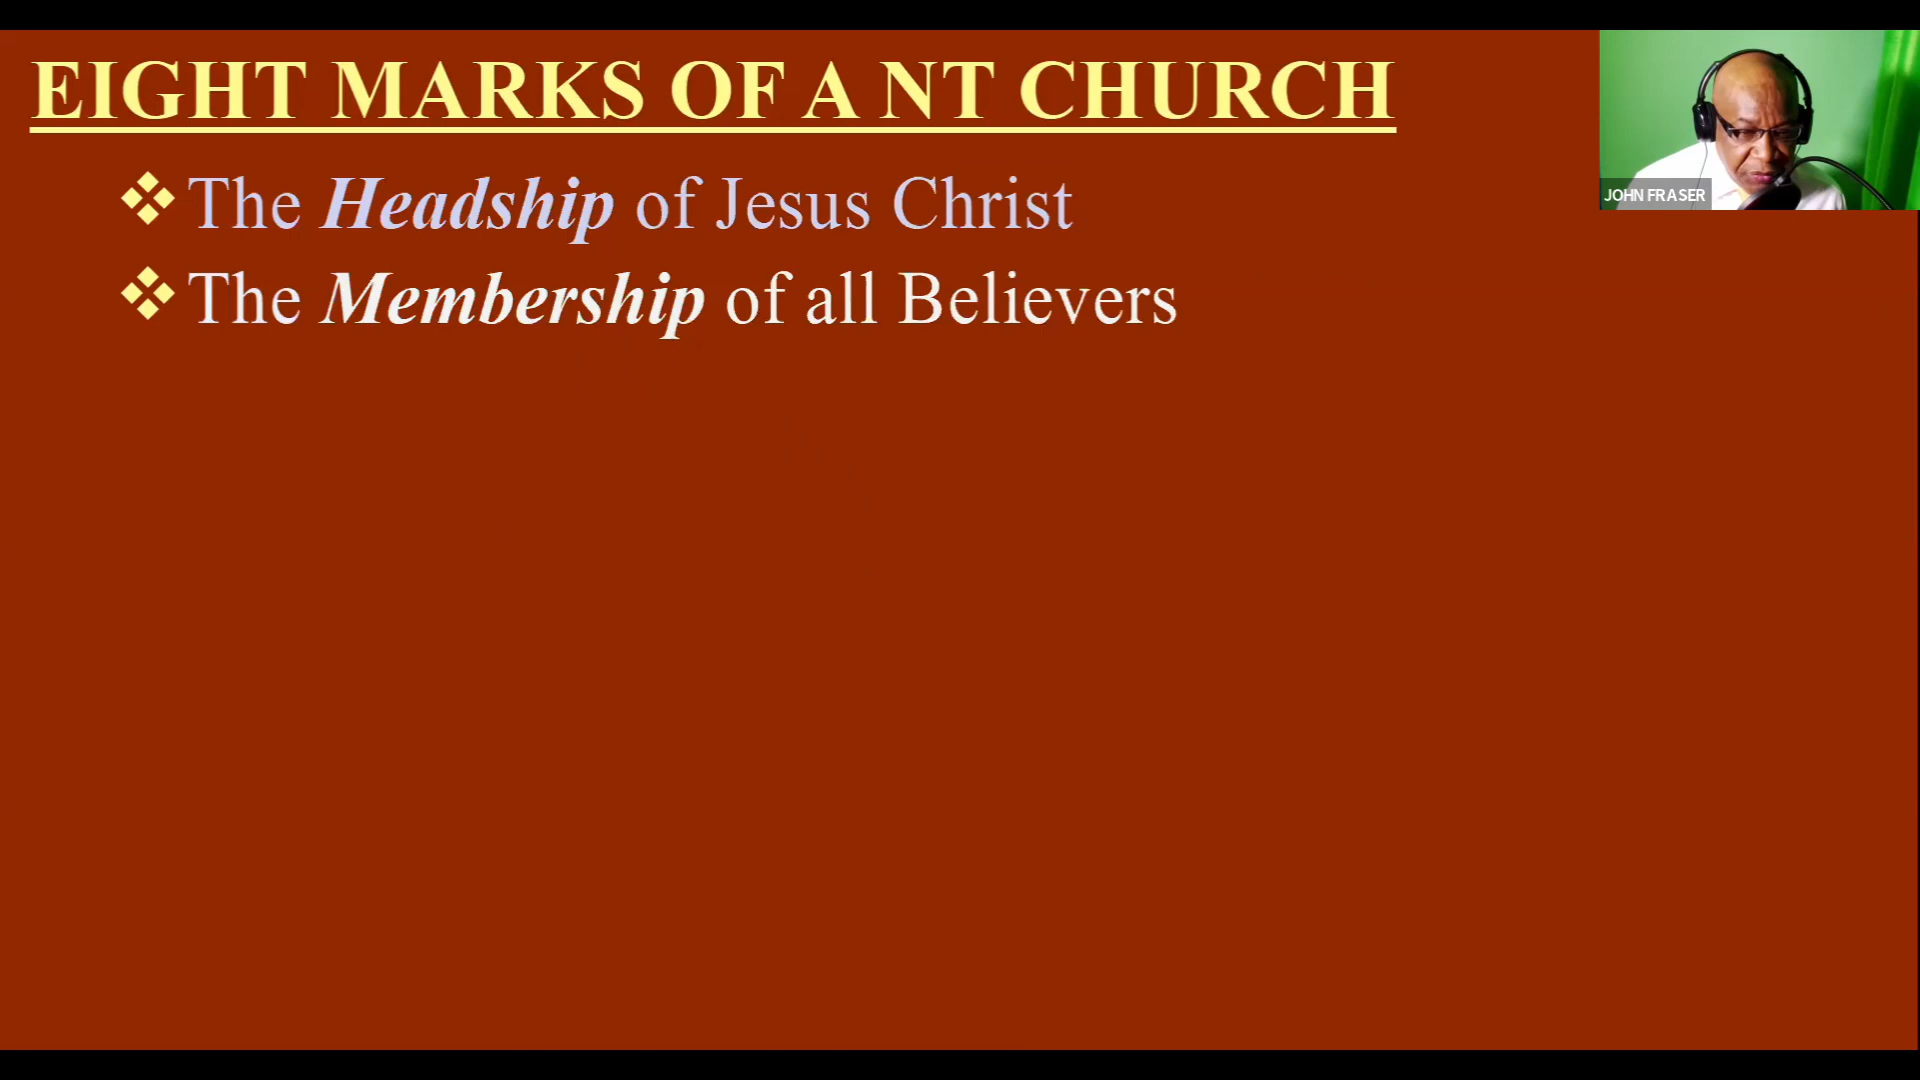 EIGHT MARKS OF A NT CHURCH
The Headship of Jesus Christ
The Membership of all Believers
JOHN FRASER